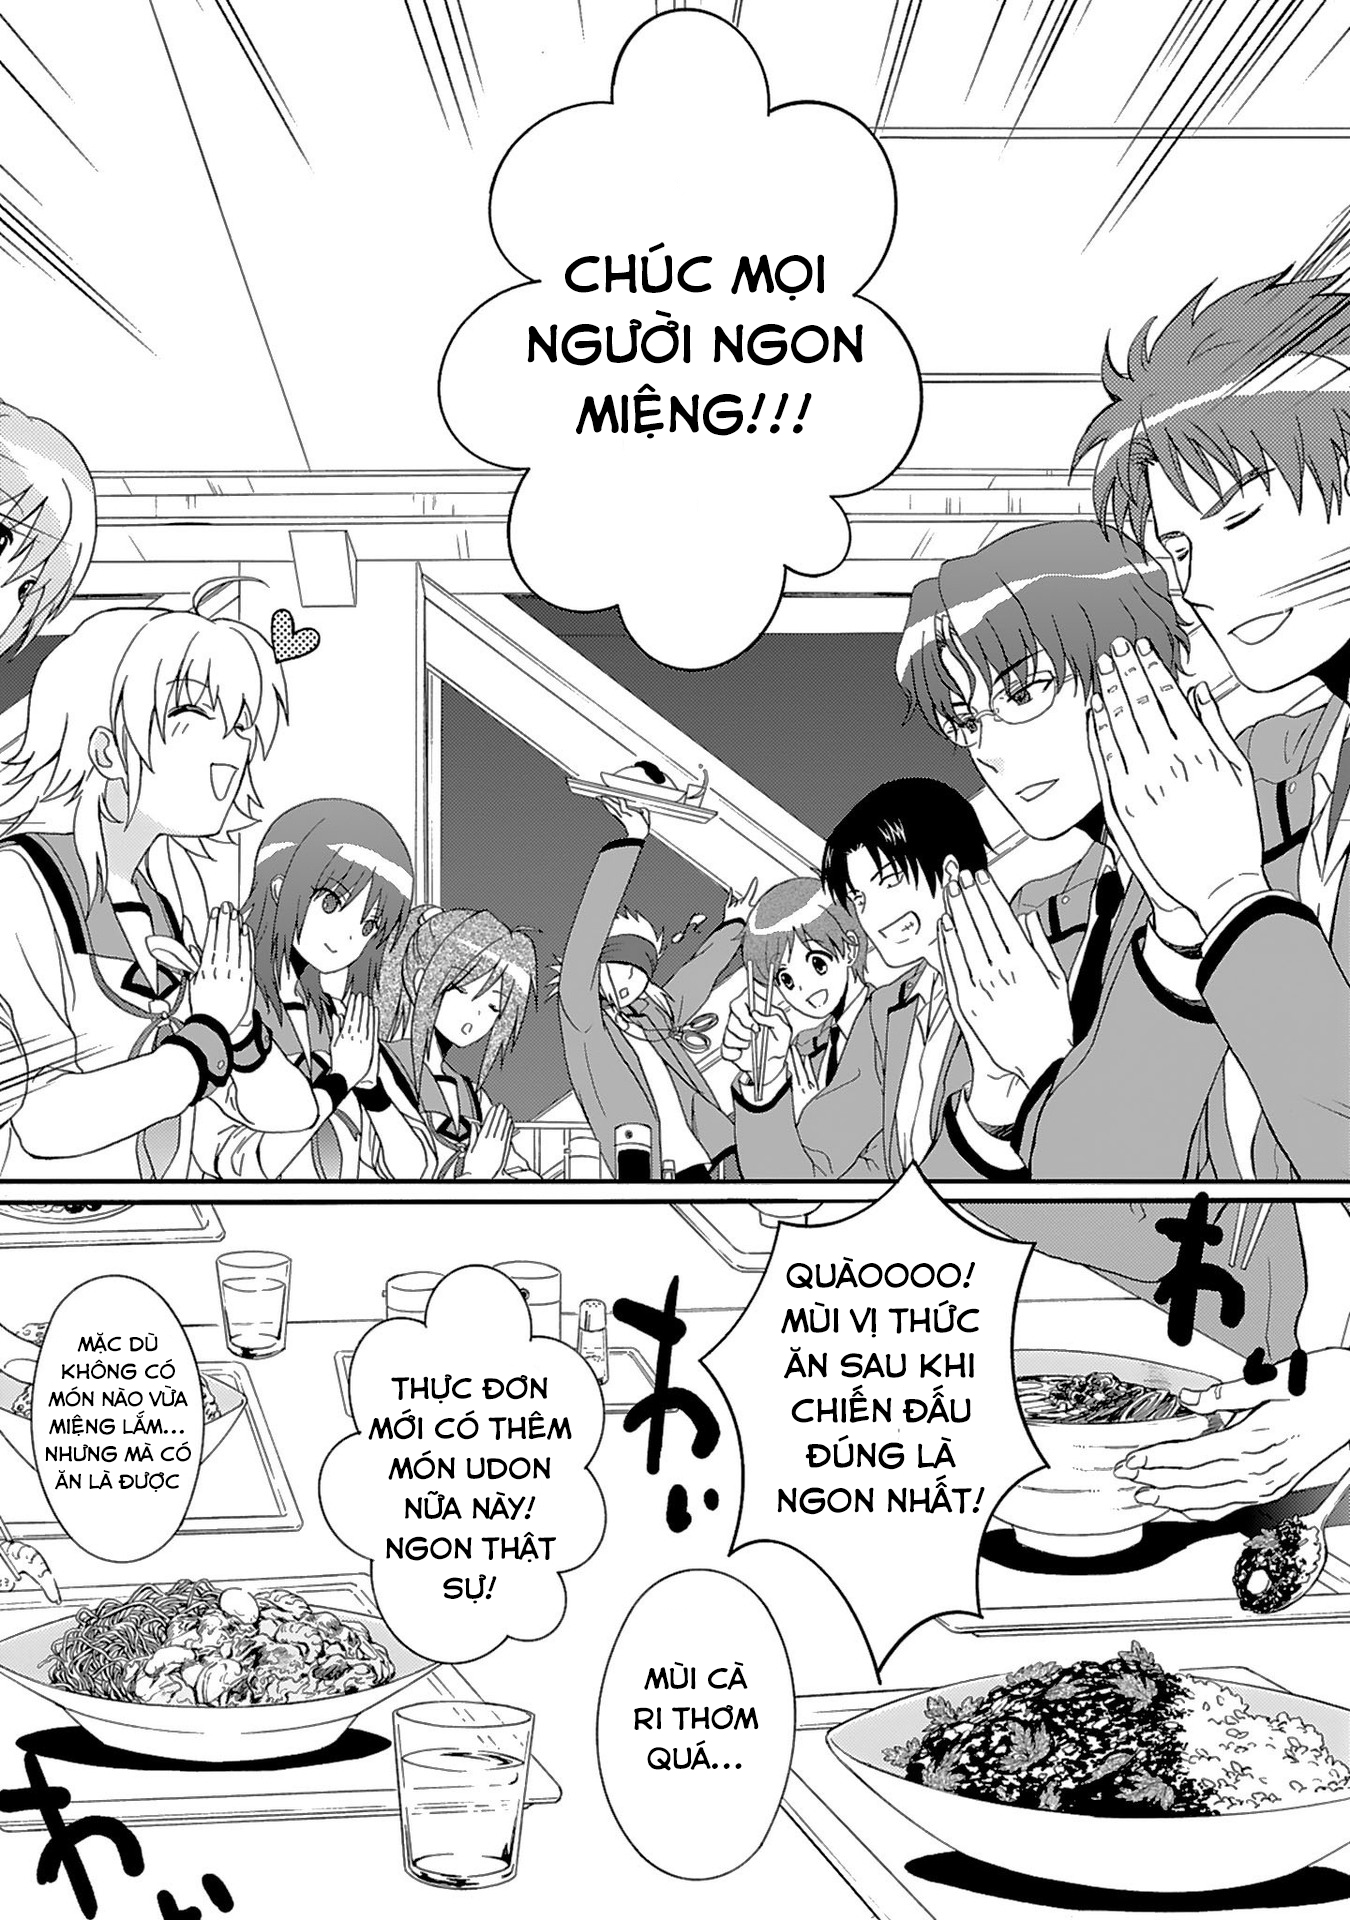 CHÚC MỌI
NGƯỜI NGON
MIỆNG!!!
QUÀOOOO!
MÙI VỊ THỨC
ĂN SAU KHI
CHIẾN ĐẤU
ĐÚNG LÀ
NGON NHẤT!
わい
わい
THỰC ĐƠN
MỚI CÓ THÊM
MÓN UDON
NỮA NÀY!
NGON THẬT
SỰ!
MẶC DÙ
KHÔNG CÓ
MÓN NÀO VỪA
MIỆNG LẮM...
NHƯNG MÀ CÓ
ĂN LÀ ĐƯỢC
MÙI CÀ
RI THƠM
QUÁ...
わい